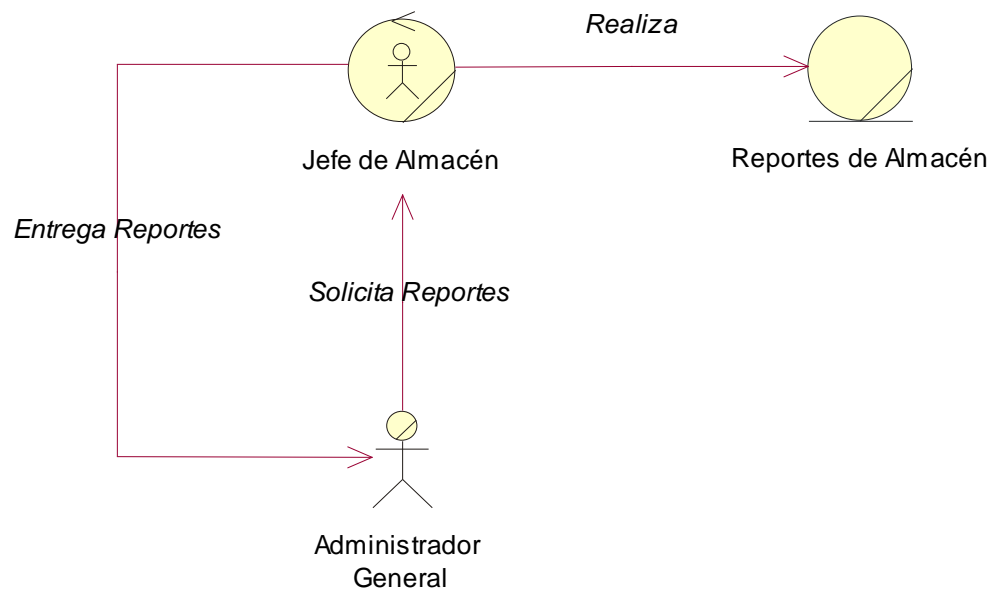 Realiza
Jefe de Almacén
Reportes de Almacén
Entrega Reportes
Solicita Reportes
Administrador
General